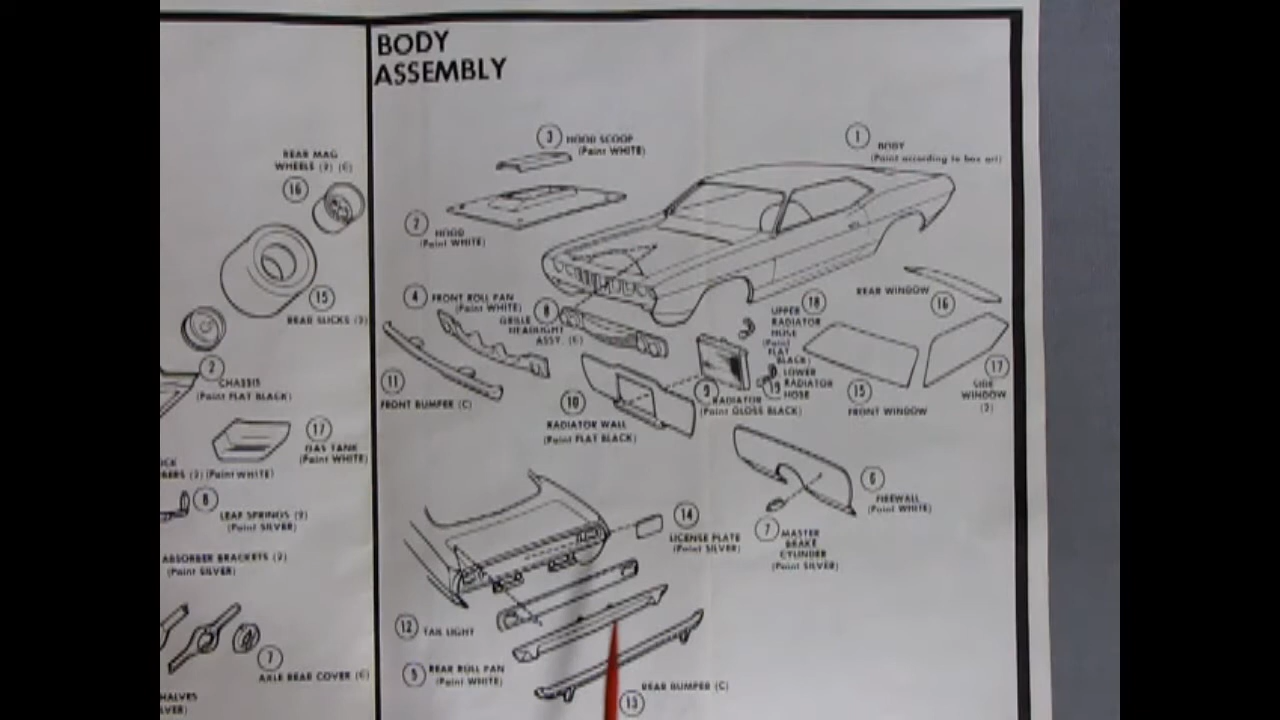 BODY
ASSEMBLY
3
HOOD SCOOP
(Paint WHITE)
1
BODY
(Paint according to box art)
2
HOOD
(Paint WHITE)
4
FRONT ROLL PAN
(Paint WHITE)
8
GRILLE
HEADLIGHT
ASSY. (C)
11
FRONT BUMPER (C)
10
RADIATOR WALL
(Paint FLAT BLACK)
9
RADIATOR
(Paint GLOSS BLACK)
18
UPPER
RADIATOR
HOSE
(Paint
FLAT
BLACK)
19
LOWER
RADIATOR
HOSE
REAR WINDOW
16
15
FRONT WINDOW
17
SIDE
WINDOW
(2)
6
FIREWALL
(Paint WHITE)
7
MASTER
BRAKE
CYLINDER
(Paint SILVER)
14
LICENSE PLATE
(Paint SILVER)
12
TAIL LIGHT
5
REAR ROLL PAN
(Paint WHITE)
13
REAR BUMPER (C)
REAR MAG
WHEELS (2) (C)
16
15
REAR SLICKS (2)
2
CHASSIS
(Paint FLAT BLACK)
17
GAS TANK
(Paint WHITE)
(Paint WHITE)
8
LEAF SPRINGS (2)
(Paint SILVER)
ABSORBER BRACKETS (2)
(Paint SILVER)
7
AXLE REAR COVER (C)
HALVES